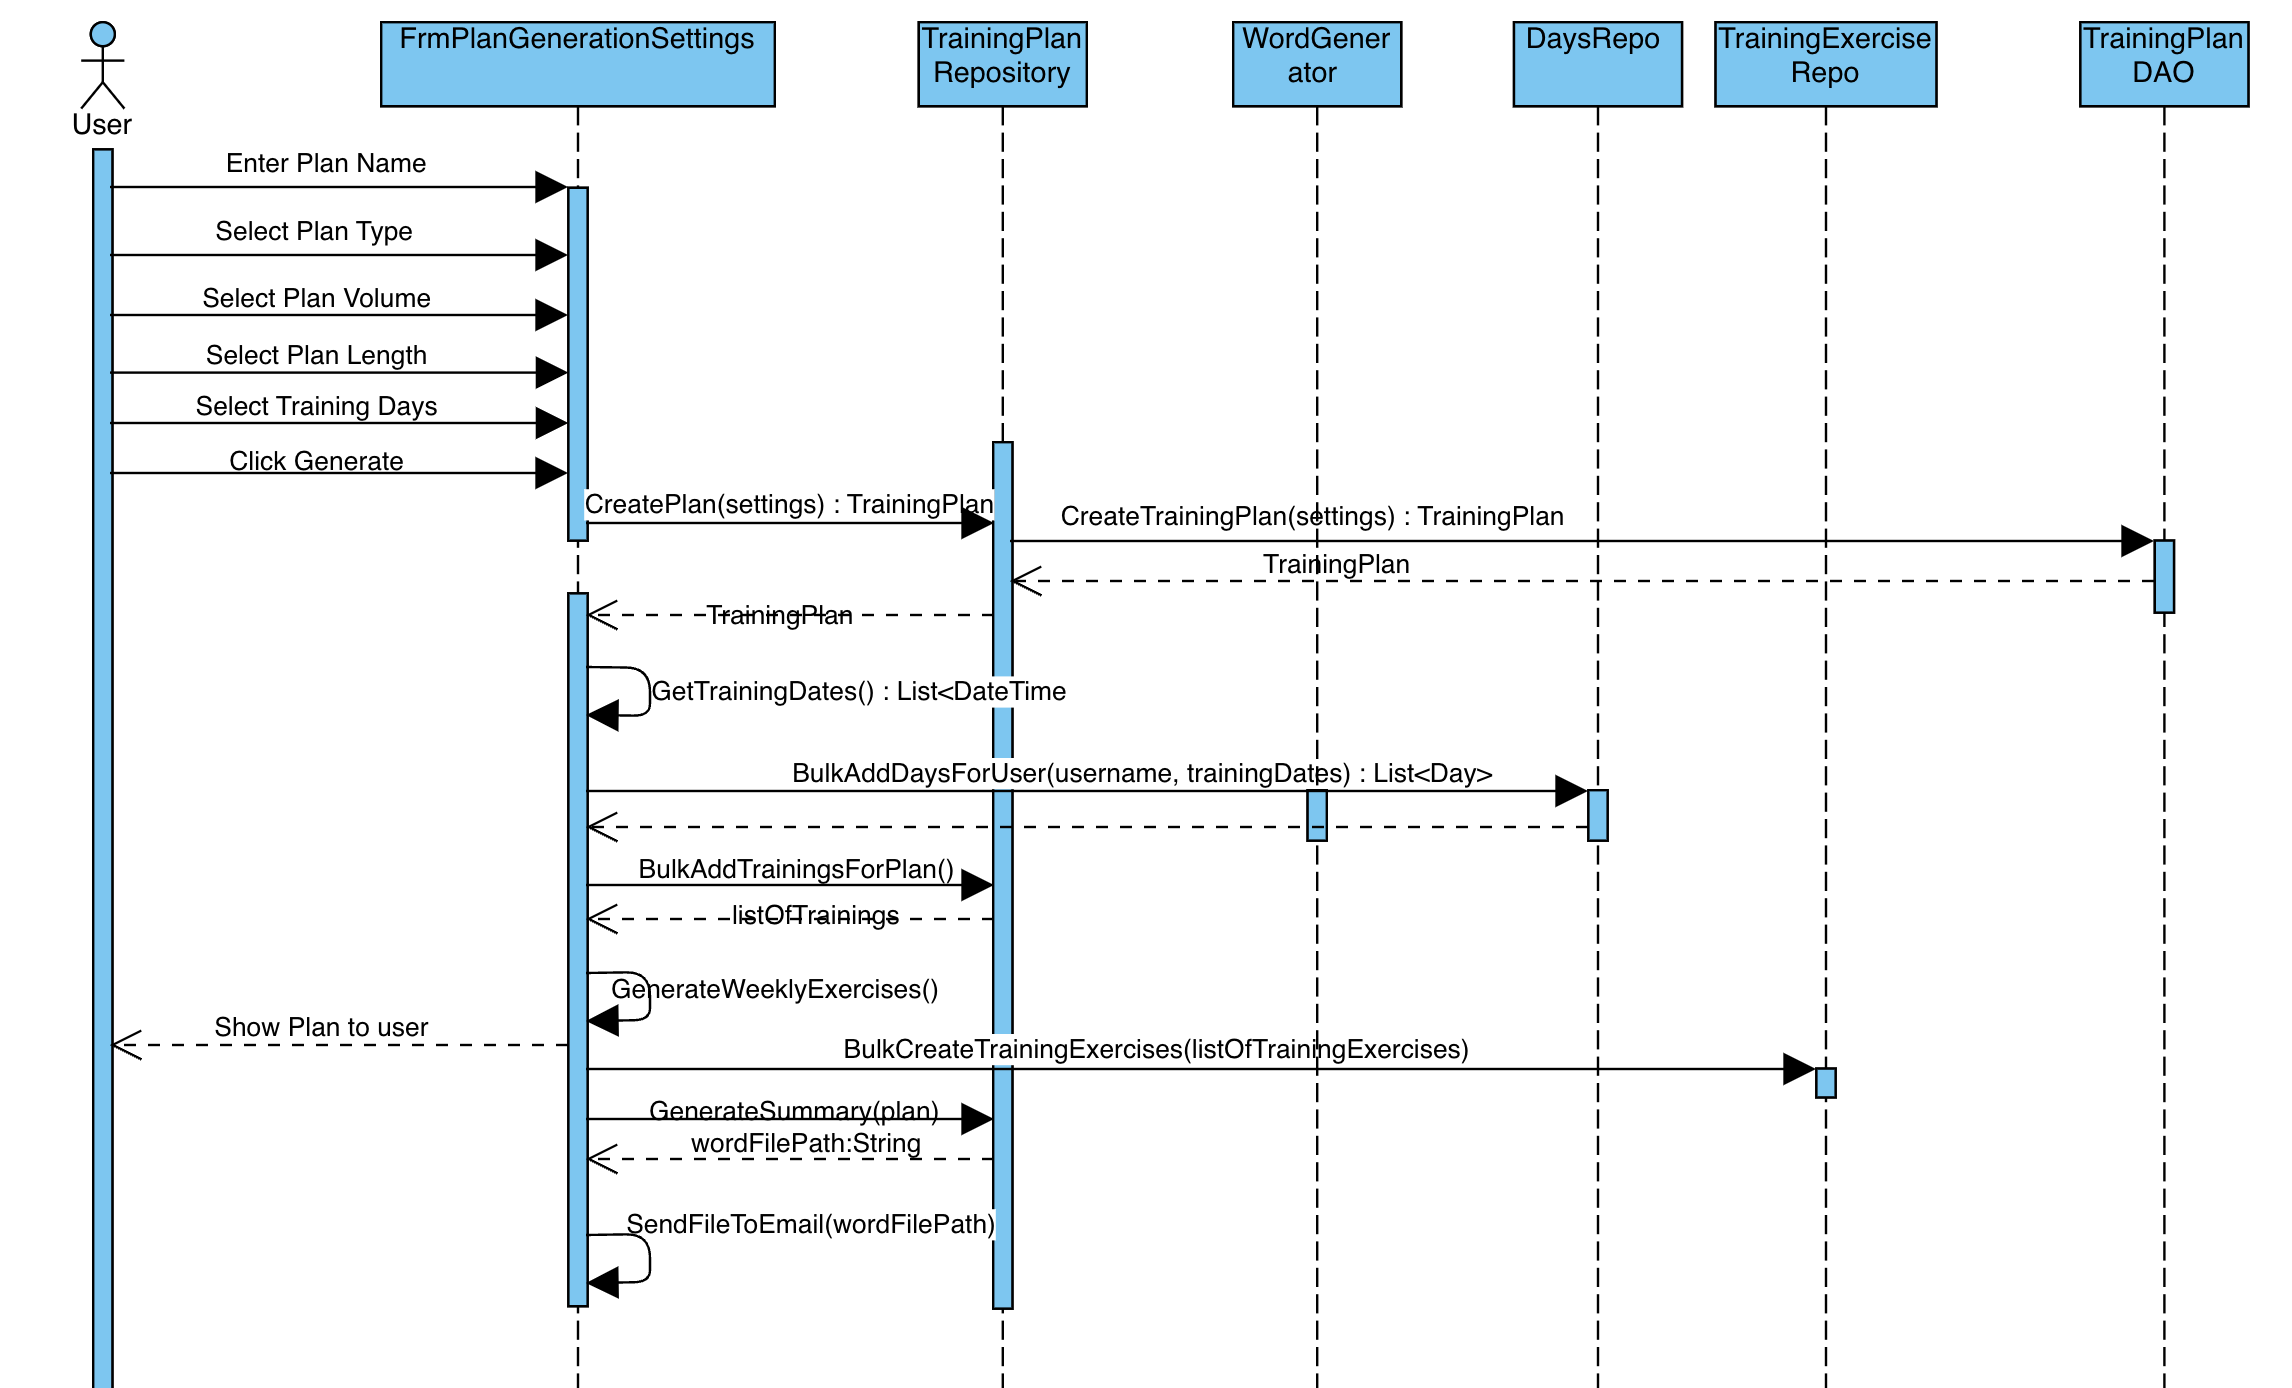 User
FrmPlanGenerationSettings
TrainingPlan
Repository
WordGener
ator
DaysRepo
TrainingExercise
Repo
TrainingPlan
DAO
Enter Plan Name
Select Plan Type
Select Plan Volume
Select Plan Length
Select Training Days
Click Generate
CreatePlan(settings) : TrainingPlan
CreateTrainingPlan(settings) : TrainingPlan
TrainingPlan
TrainingPlan
GetTrainingDates() : List<DateTime
BulkAddDaysForUser(username, trainingDates) : List<Day>
BulkAddTrainingsForPlan()
listOfTrainings
GenerateWeeklyExercises()
Show Plan to user
BulkCreateTrainingExercises(listOfTrainingExercises)
GenerateSummary(plan)
wordFilePath:String
SendFileToEmail(wordFilePath)